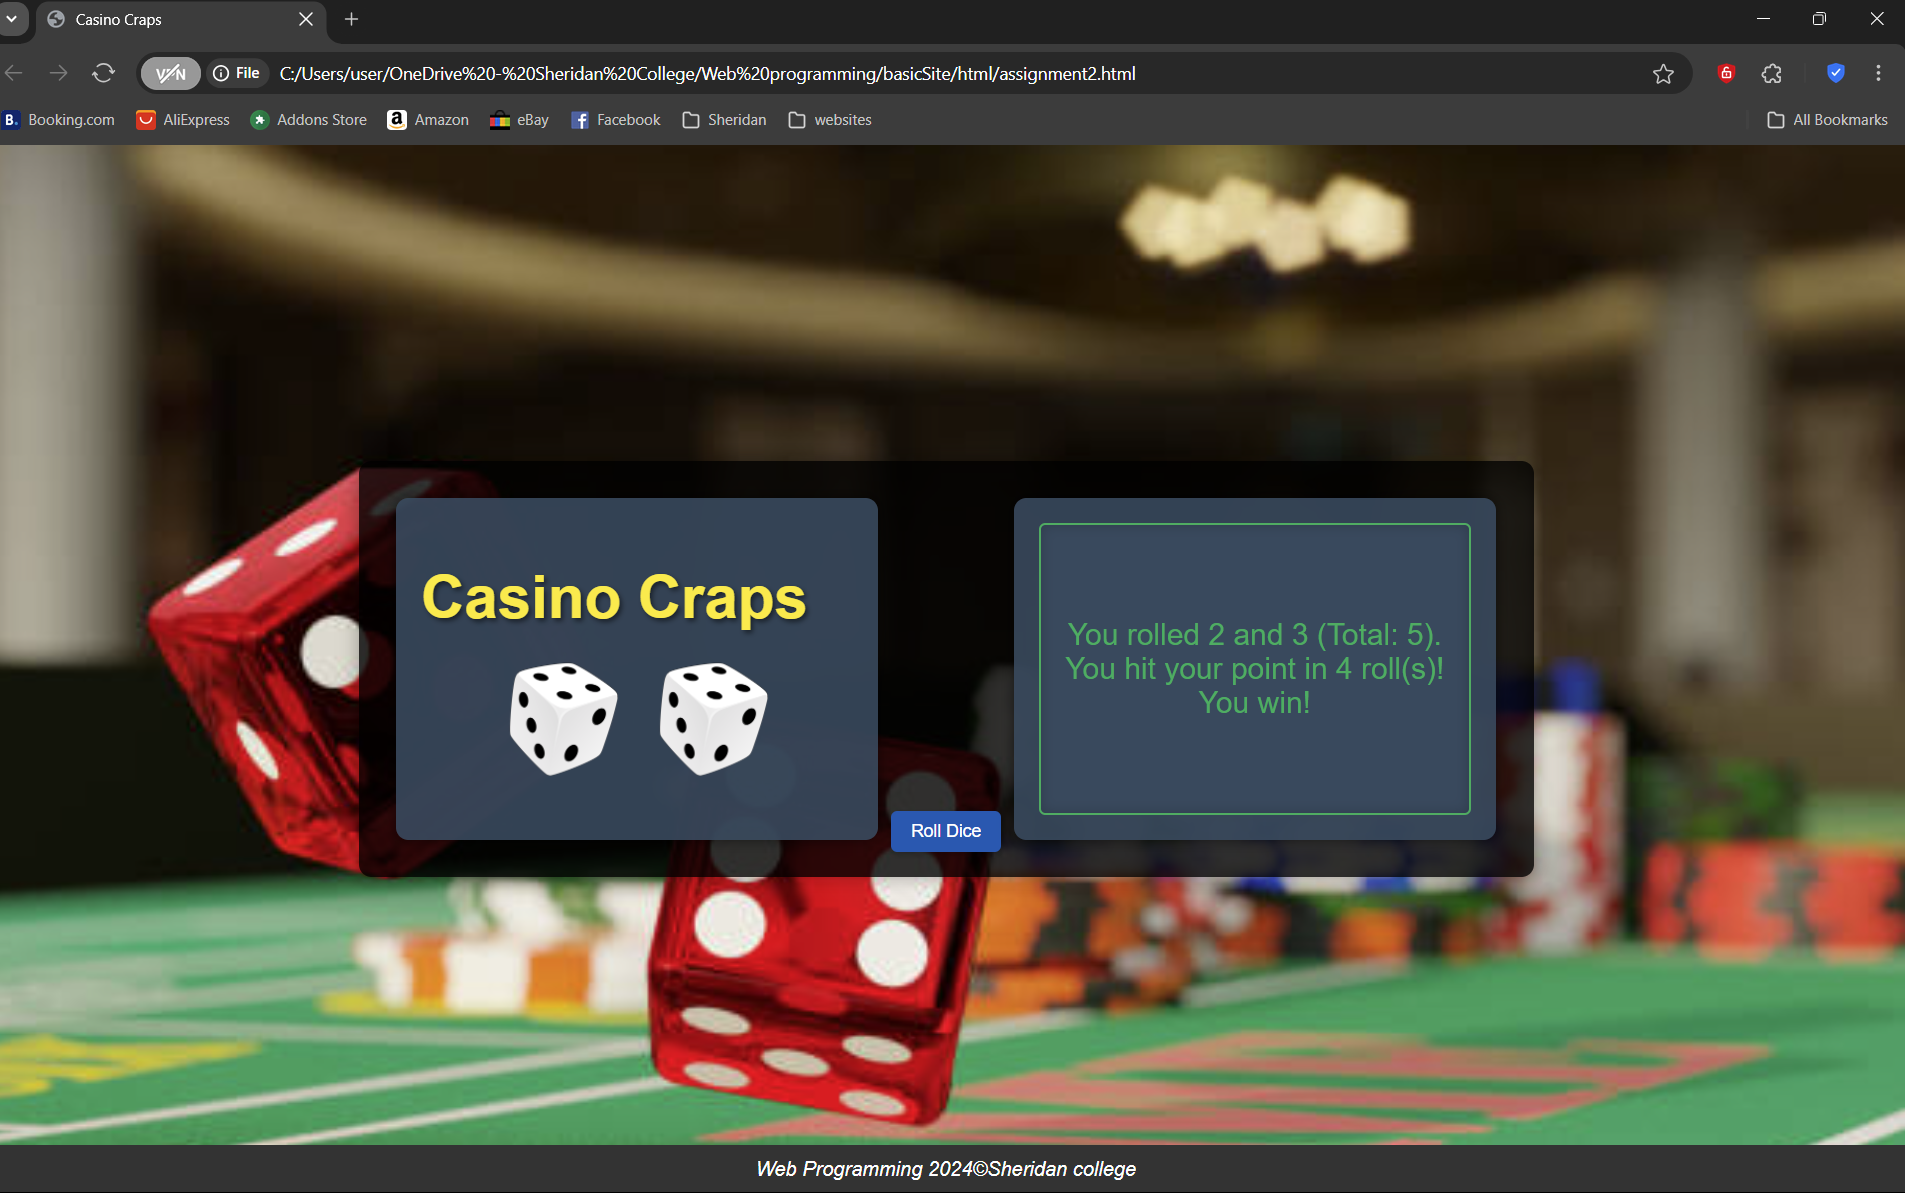 Casino Craps
VPN
File
C:/Users/user/OneDrive%20-%20Sheridan%20College/Web%20programming/basicSite/html/assignment2.html
B. Booking.com
AliExpress
Addons Store
a Amazon
eBay
f Facebook
Sheridan
websites
All Bookmarks
Casino Craps
You rolled 2 and 3 (Total: 5).
You hit your point in 4 roll(s)!
You win!
Roll Dice
Web Programming 2024©Sheridan college